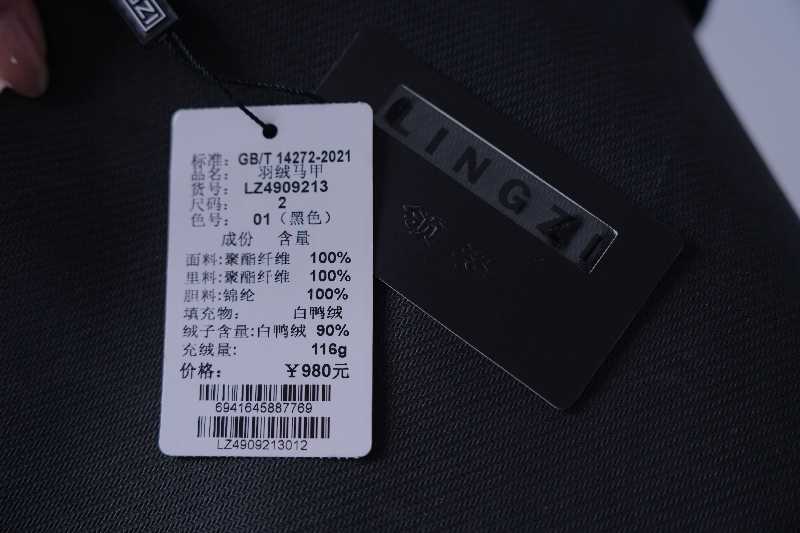 NGZI
LINGZI
领
标准: GB/T 14272-2021
品名: 羽绒马甲
货号: LZ4909213
尺码: 2
色号: 01（黑色）
成份 含量
面料:聚酯纤维 100%
里料:聚酯纤维 100%
胆料:锦纶 100%
填充物: 白鸭绒
绒子含量:白鸭绒 90%
充绒量: 116g
价格: ￥980元
6941645887769
LZ4909213012